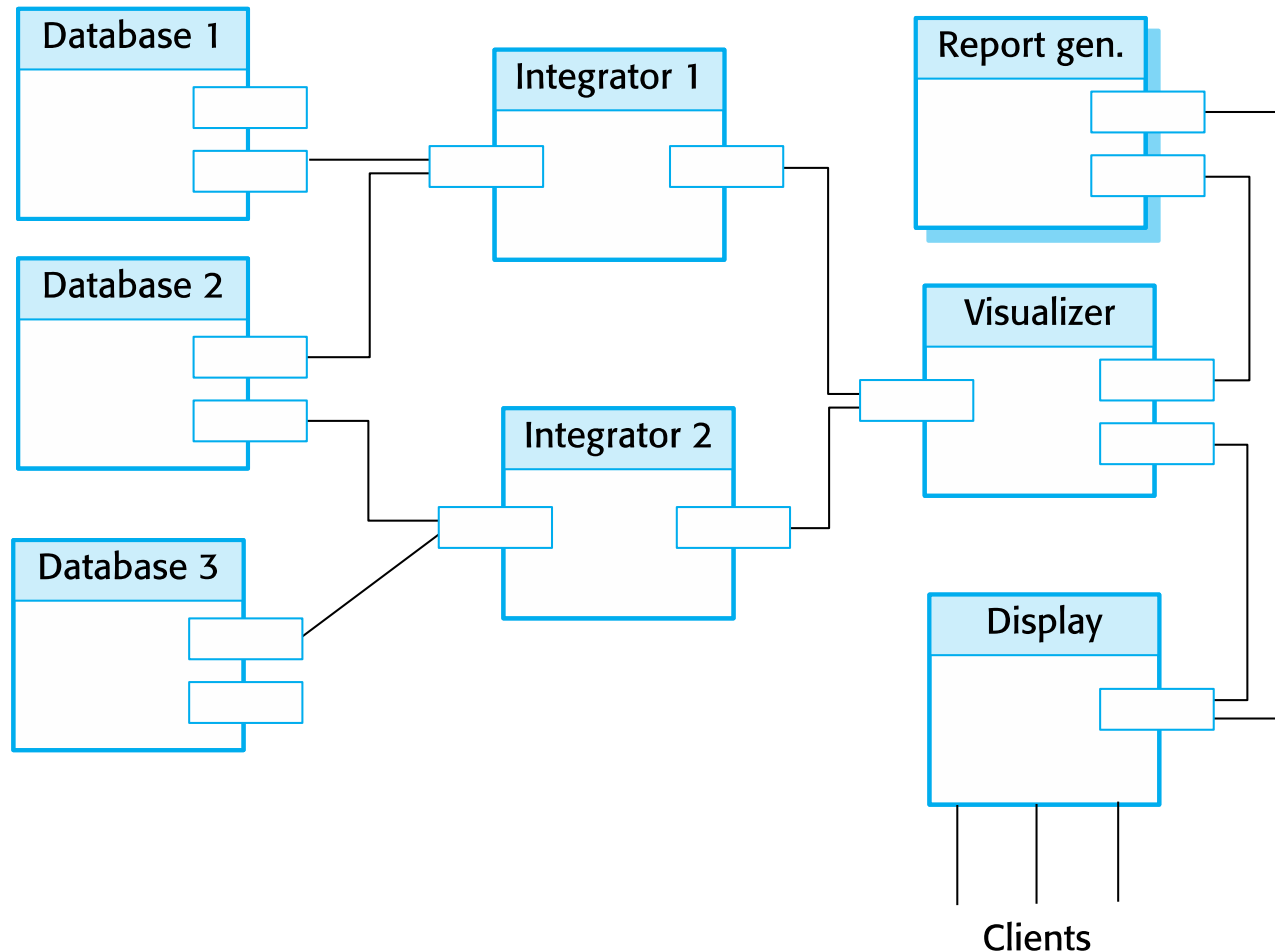 Database 1
Integrator 1
Report gen.
Database 2
Visualizer
Integrator 2
Database 3
Display
Clients